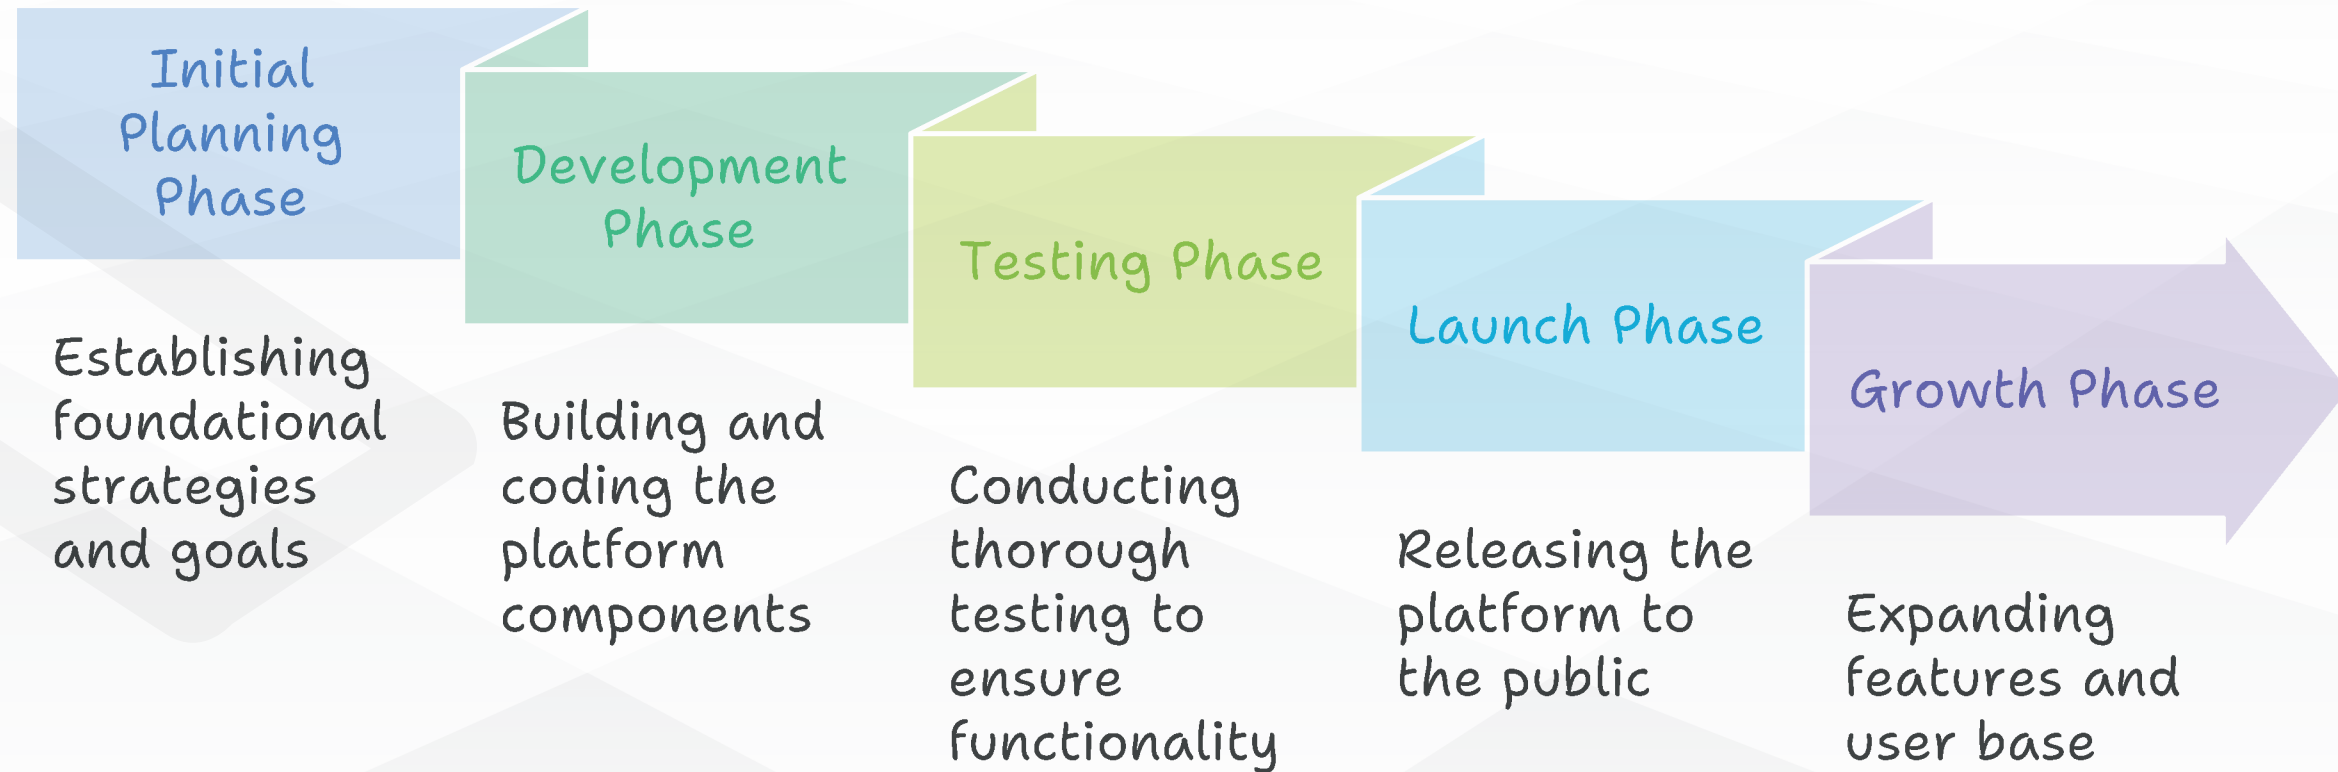 Initial
Planning
Phase
Establishing
foundational
strategies
and goals
Development
Phase
Building and
coding the
platform
components
Testing Phase
Conducting
thorough
testing to
ensure
functionality
Launch Phase
Releasing the
platform to
the public
Growth Phase
Expanding
features and
user base